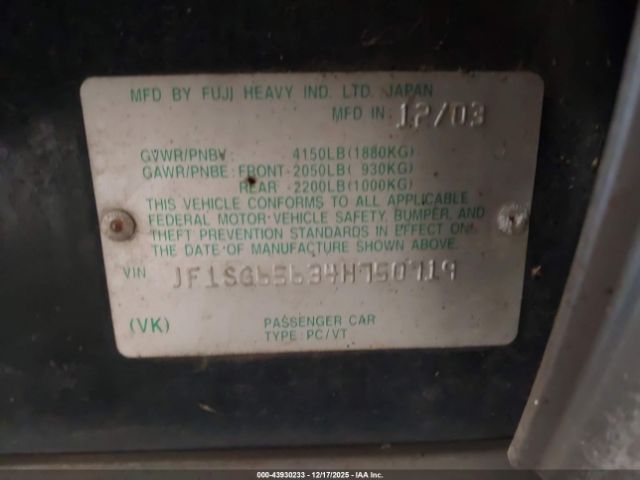 MFD BY FUJI HEAVY IND. LTD. JAPAN
MFD IN: 12/03
GVWR/PNBV: 4150LB(1880KG)
GAWR/PNBE: FRONT-2050LB( 930KG)
REAR -2200LB(1000KG)
THIS VEHICLE CONFORMS TO ALL APPLICABLE
FEDERAL MOTOR VEHICLE SAFETY, BUMPER, AND
THEFT PREVENTION STANDARDS IN EFFECT ON
THE DATE OF MANUFACTURE SHOWN ABOVE.
VIN JF1SG65634H750719
(VK) PASSENGER CAR
TYPE: PC/VT
000-43930233 - 12/17/2025 - IAA Inc.